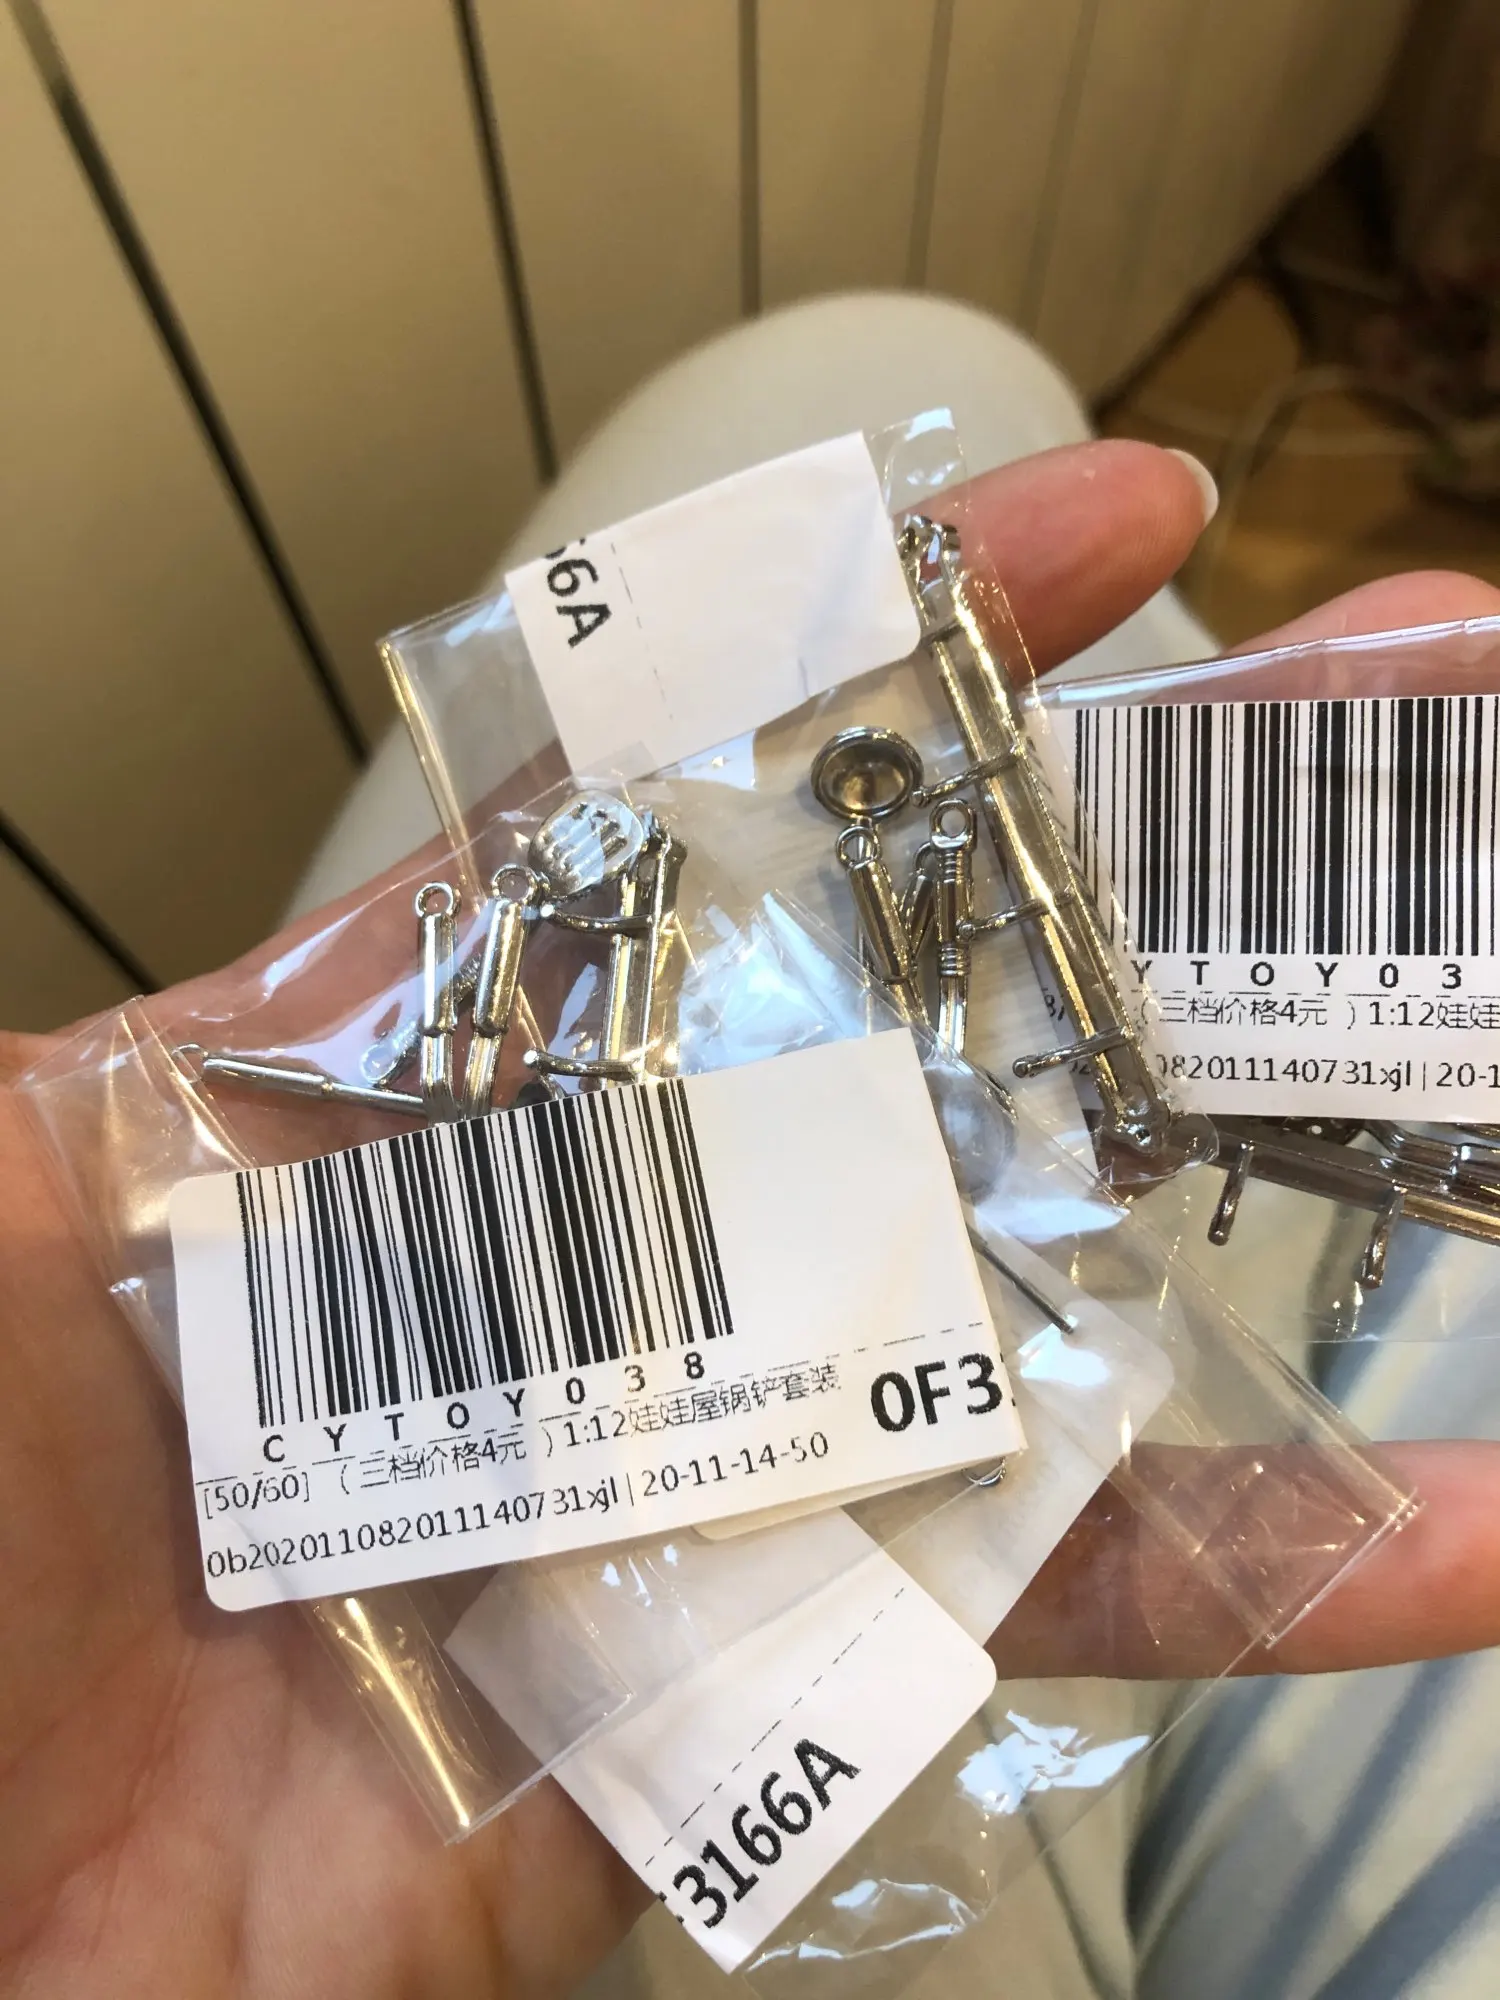 66A
YTOY03
（三档价格4元 ）1:12娃娃
082011140731xjl | 20-1
CYTOY038
[50/60] （三档价格4元 ）1:12娃娃屋锅铲套装
0b202011082011140731xjl | 20-11-14-50
0F3
3166A